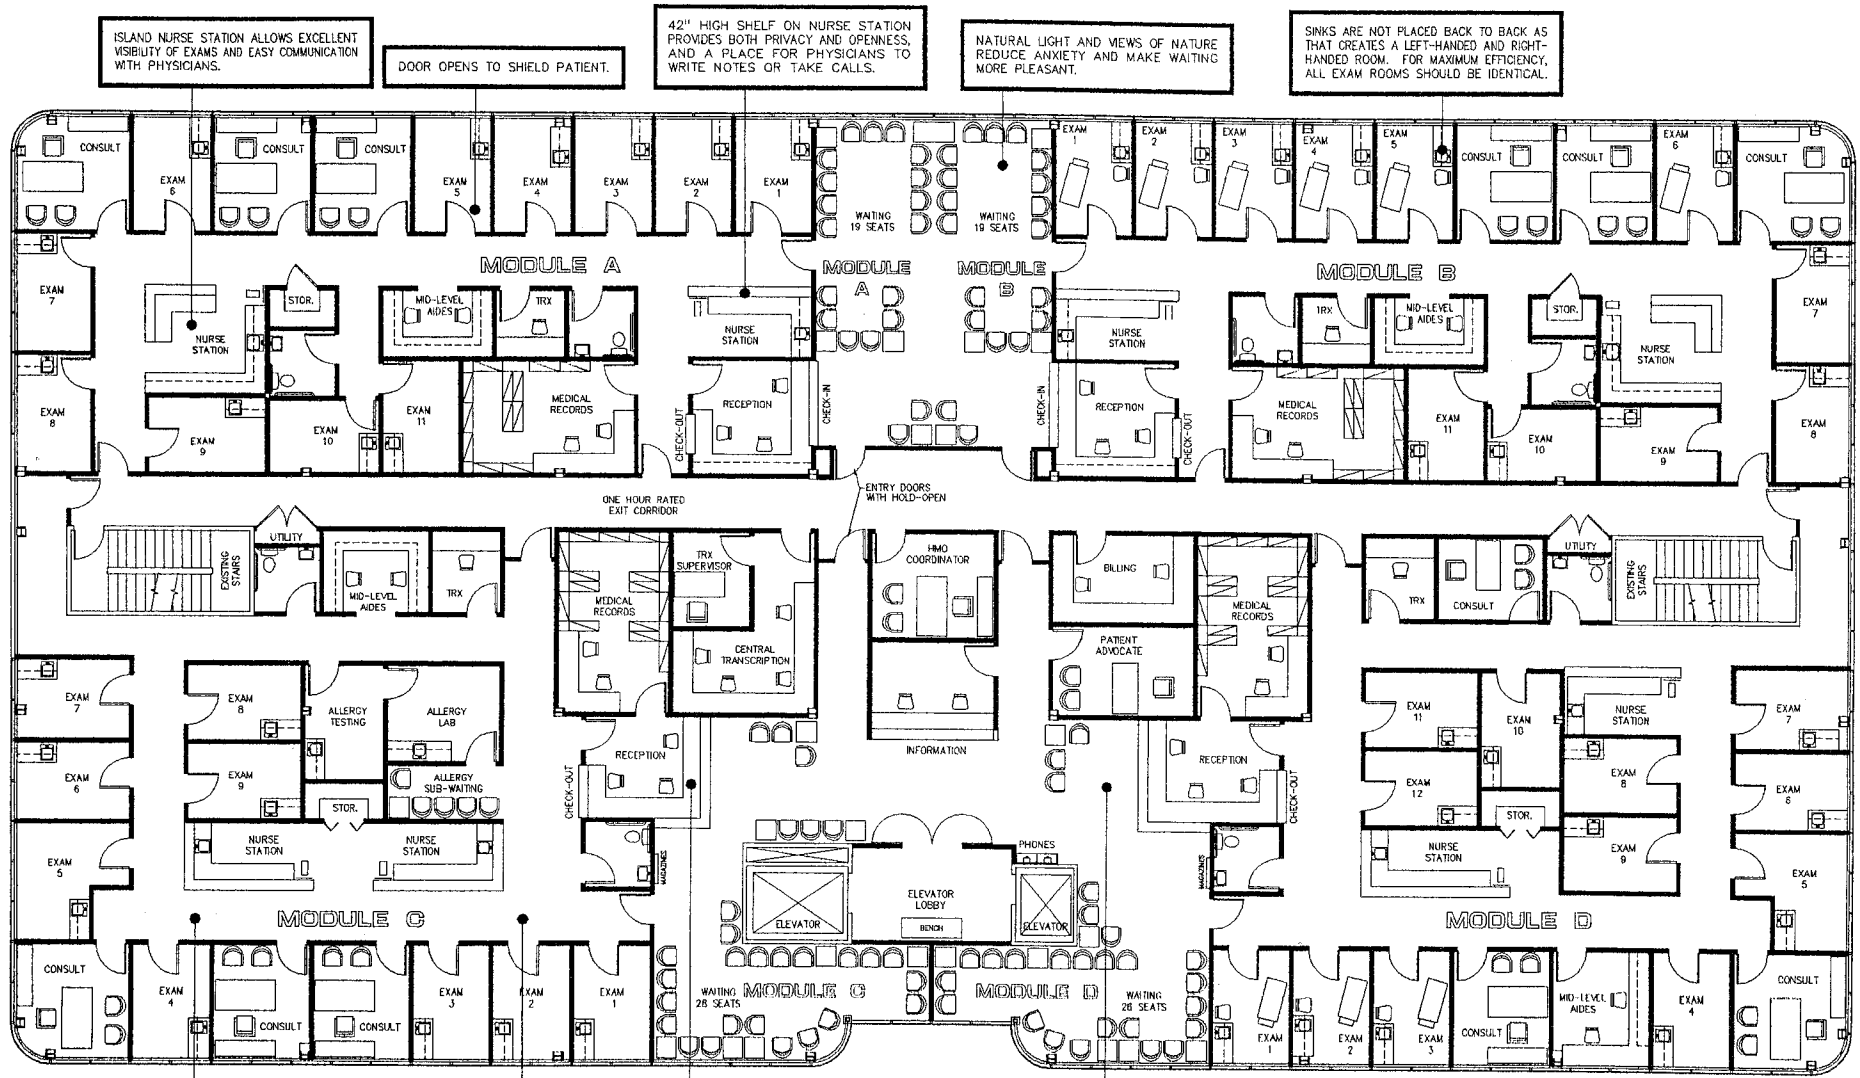 ISLAND NURSE STATION ALLOWS EXCELLENT
VISIBILITY OF EXAMS AND EASY COMMUNICATION
WITH PHYSICIANS.
DOOR OPENS TO SHIELD PATIENT.
42" HIGH SHELF ON NURSE STATION
PROVIDES BOTH PRIVACY AND OPENNESS,
AND A PLACE FOR PHYSICIANS TO
WRITE NOTES OR TAKE CALLS.
NATURAL LIGHT AND VIEWS OF NATURE
REDUCE ANXIETY AND MAKE WAITING
MORE PLEASANT.
SINKS ARE NOT PLACED BACK TO BACK AS
THAT CREATES A LEFT-HANDED AND RIGHT-
HANDED ROOM. FOR MAXIMUM EFFICIENCY,
ALL EXAM ROOMS SHOULD BE IDENTICAL.
CONSULT
EXAM
6
CONSULT
CONSULT
EXAM
5
EXAM
4
EXAM
3
EXAM
2
EXAM
1
WAITING
19 SEATS
WAITING
19 SEATS
EXAM
1
EXAM
2
EXAM
3
EXAM
4
EXAM
5
CONSULT
CONSULT
EXAM
6
CONSULT
MODULE A
MODULE
A
MODULE
B
MODULE B
EXAM
7
STOR.
MID-LEVEL
AIDES
TRX
NURSE
STATION
NURSE
STATION
NURSE
STATION
TRX
MID-LEVEL
AIDES
STOR.
NURSE
STATION
EXAM
7
EXAM
8
EXAM
9
EXAM
10
EXAM
11
MEDICAL
RECORDS
CHECK-OUT
RECEPTION
CHECK-IN
CHECK-IN
RECEPTION
CHECK-OUT
MEDICAL
RECORDS
EXAM
11
EXAM
10
EXAM
9
EXAM
8
ONE HOUR RATED
EXIT CORRIDOR
ENTRY DOORS
WITH HOLD-OPEN
EXISTING
STAIRS
UTILITY
MID-LEVEL
AIDES
TRX
MEDICAL
RECORDS
TRX
SUPERVISOR
CENTRAL
TRANSCRIPTION
HMO
COORDINATOR
BILLING
PATIENT
ADVOCATE
MEDICAL
RECORDS
TRX
CONSULT
UTILITY
EXISTING
STAIRS
EXAM
7
EXAM
8
ALLERGY
TESTING
ALLERGY
LAB
EXAM
6
EXAM
9
ALLERGY
SUB-WAITING
STOR.
CHECK-OUT
RECEPTION
INFORMATION
RECEPTION
CHECK-OUT
EXAM
11
EXAM
10
NURSE
STATION
EXAM
7
EXAM
12
EXAM
8
EXAM
6
STOR.
EXAM
5
NURSE
STATION
NURSE
STATION
MAGAZINES
PHONES
ELEVATOR
ELEVATOR
LOBBY
BENCH
ELEVATOR
MAGAZINES
NURSE
STATION
EXAM
9
EXAM
5
MODULE C
MODULE D
CONSULT
EXAM
4
CONSULT
CONSULT
EXAM
3
EXAM
2
EXAM
1
WAITING
26 SEATS
MODULE C
MODULE D
WAITING
26 SEATS
EXAM
1
EXAM
2
EXAM
3
CONSULT
MID-LEVEL
AIDES
EXAM
4
CONSULT